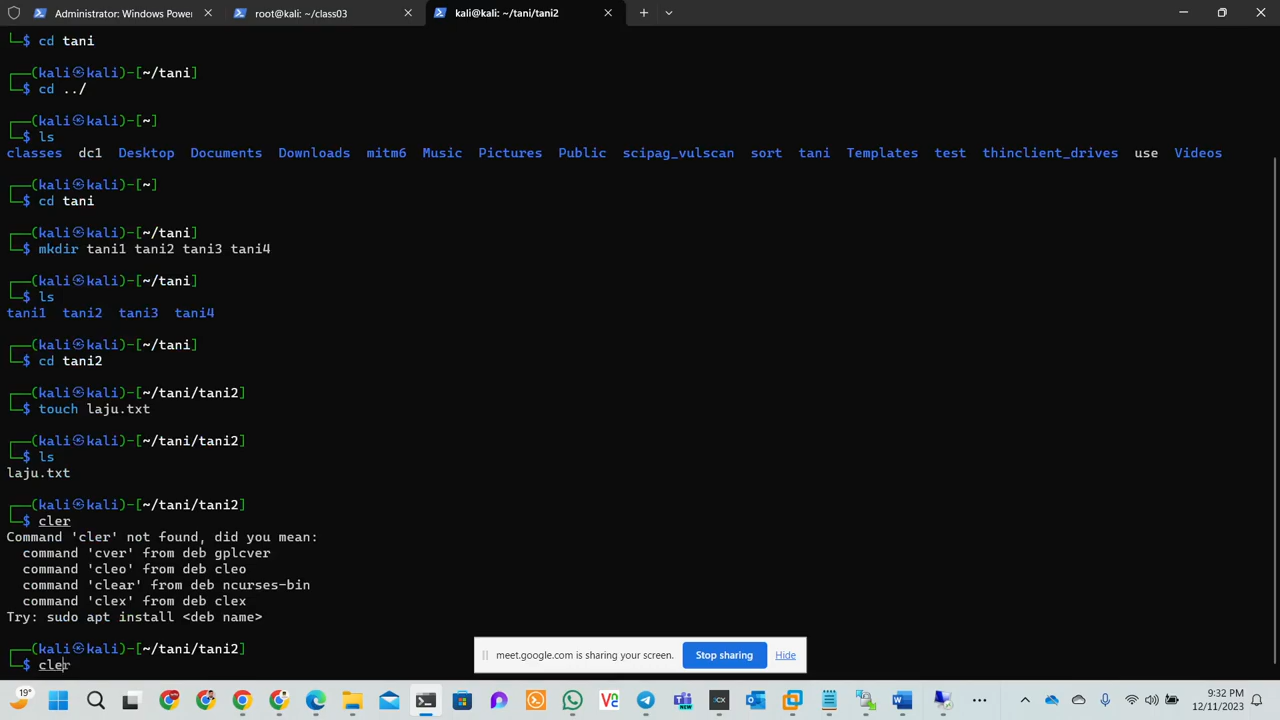 Administrator: Windows Power
root@kali: ~/class03
kali@kali: ~/tani/tani2
└─$ cd tani
┌──(kali㉿kali)-[~/tani]
└─$ cd ../
┌──(kali㉿kali)-[~]
└─$ ls
classes dc1 Desktop Documents Downloads mitm6 Music Pictures Public scipag_vulscan sort tani Templates test thinclient_drives use Videos
┌──(kali㉿kali)-[~]
└─$ cd tani
┌──(kali㉿kali)-[~/tani]
└─$ mkdir tani1 tani2 tani3 tani4
┌──(kali㉿kali)-[~/tani]
└─$ ls
tani1 tani2 tani3 tani4
┌──(kali㉿kali)-[~/tani]
└─$ cd tani2
┌──(kali㉿kali)-[~/tani/tani2]
└─$ touch laju.txt
┌──(kali㉿kali)-[~/tani/tani2]
└─$ ls
laju.txt
┌──(kali㉿kali)-[~/tani/tani2]
└─$ cler
Command 'cler' not found, did you mean:
command 'cver' from deb gplcver
command 'cleo' from deb cleo
command 'clear' from deb ncurses-bin
command 'clex' from deb clex
Try: sudo apt install <deb name>
┌──(kali㉿kali)-[~/tani/tani2]
└─$ cler
meet.google.com is sharing your screen.
Stop sharing
Hide
19°
9:32 PM
12/11/2023